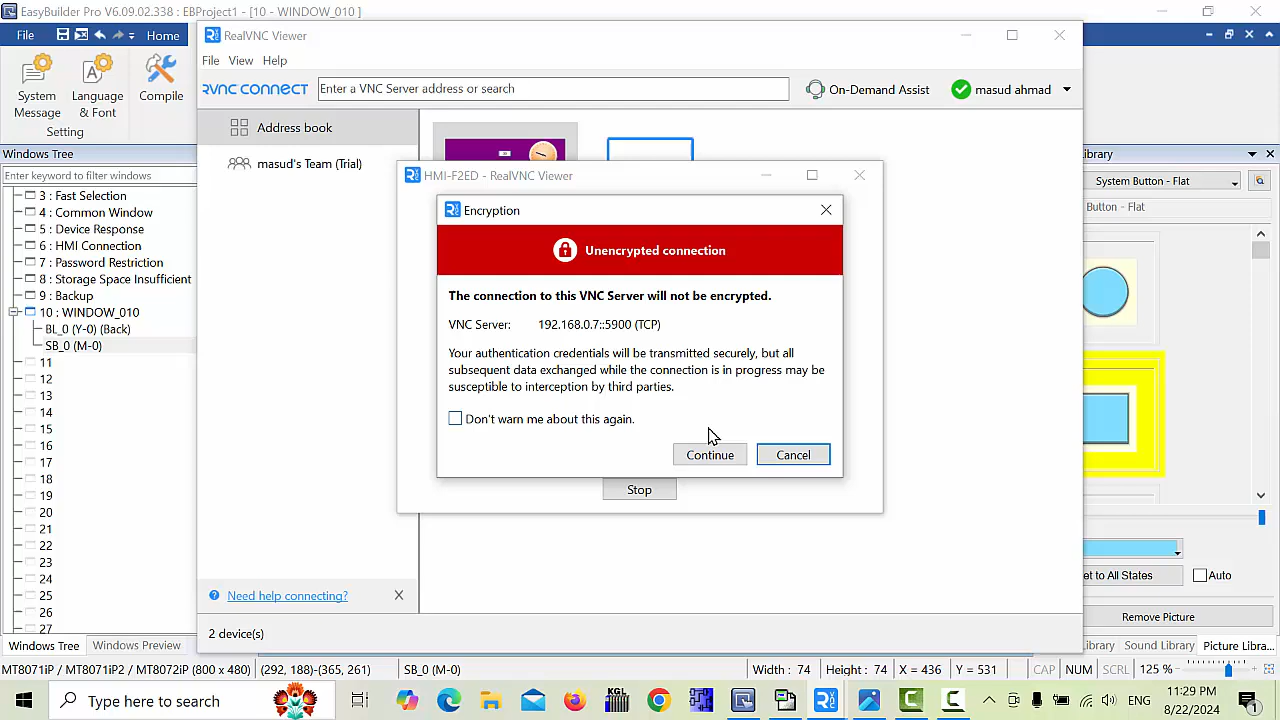 EasyBuilder Pro V6.09.02.338 : EBProject1 - [10 - WINDOW_010 ]
File
Home
System Message
Language & Font
Compile
Setting
Windows Tree
Enter keyword to filter windows
3 : Fast Selection
4 : Common Window
5 : Device Response
6 : HMI Connection
7 : Password Restriction
8 : Storage Space Insufficient
9 : Backup
10 : WINDOW_010
BL_0 (Y-0) (Back)
SB_0 (M-0)
11
12
13
14
15
16
17
18
19
20
21
22
23
24
25
26
27
Windows Tree
Windows Preview
RealVNC Viewer
File View Help
RVNC CONNECT
Enter a VNC Server address or search
On-Demand Assist
masud ahmad
Address book
masud's Team (Trial)
HMI-F2ED - RealVNC Viewer
Encryption
Unencrypted connection
The connection to this VNC Server will not be encrypted.
VNC Server: 192.168.0.7::5900 (TCP)
Your authentication credentials will be transmitted securely, but all
subsequent data exchanged while the connection is in progress may be
susceptible to interception by third parties.
Don't warn me about this again.
Continue
Cancel
Stop
Need help connecting?
2 device(s)
ibrary
System Button - Flat
Button - Flat
et to All States
Auto
Remove Picture
ibrary
Sound Library
Picture Libra...
MT8071iP / MT8071iP2 / MT8072iP (800 x 480)
(292, 188)-(365, 261)
SB_0 (M-0)
Width : 74
Height : 74
X = 436
Y = 531
CAP
NUM
SCRL
125 %
Type here to search
KGL
ENG
11:29 PM
8/22/2024
1